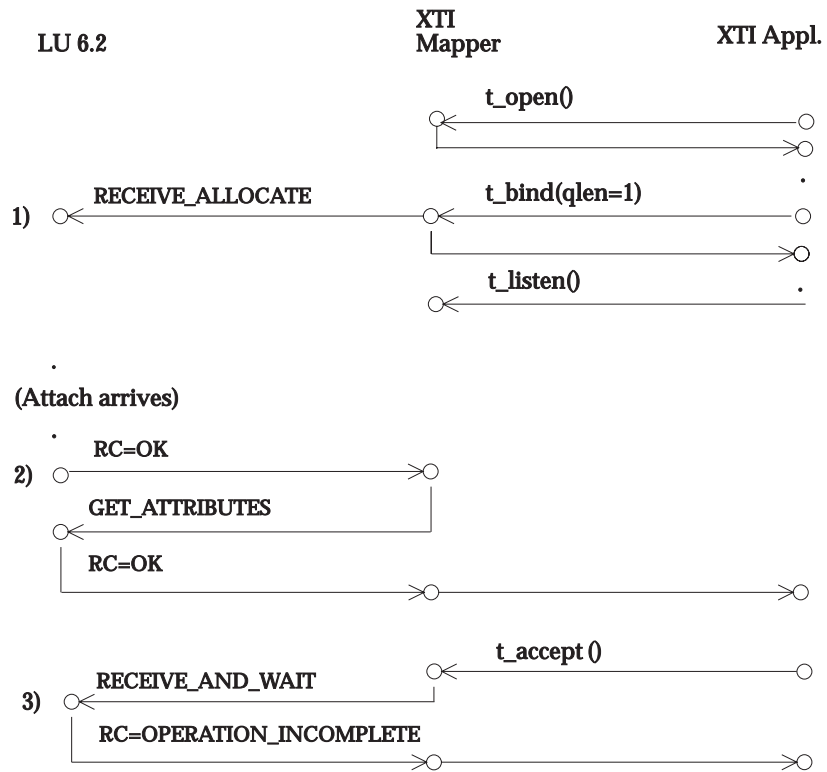 LU 6.2
XTI
Mapper
XTI Appl.
t_open()
.
1)
RECEIVE_ALLOCATE
t_bind(qlen=1)
t_listen()
.
.
(Attach arrives)
.
RC=OK
2)
GET_ATTRIBUTES
RC=OK
t_accept ()
RECEIVE_AND_WAIT
3)
RC=OPERATION_INCOMPLETE